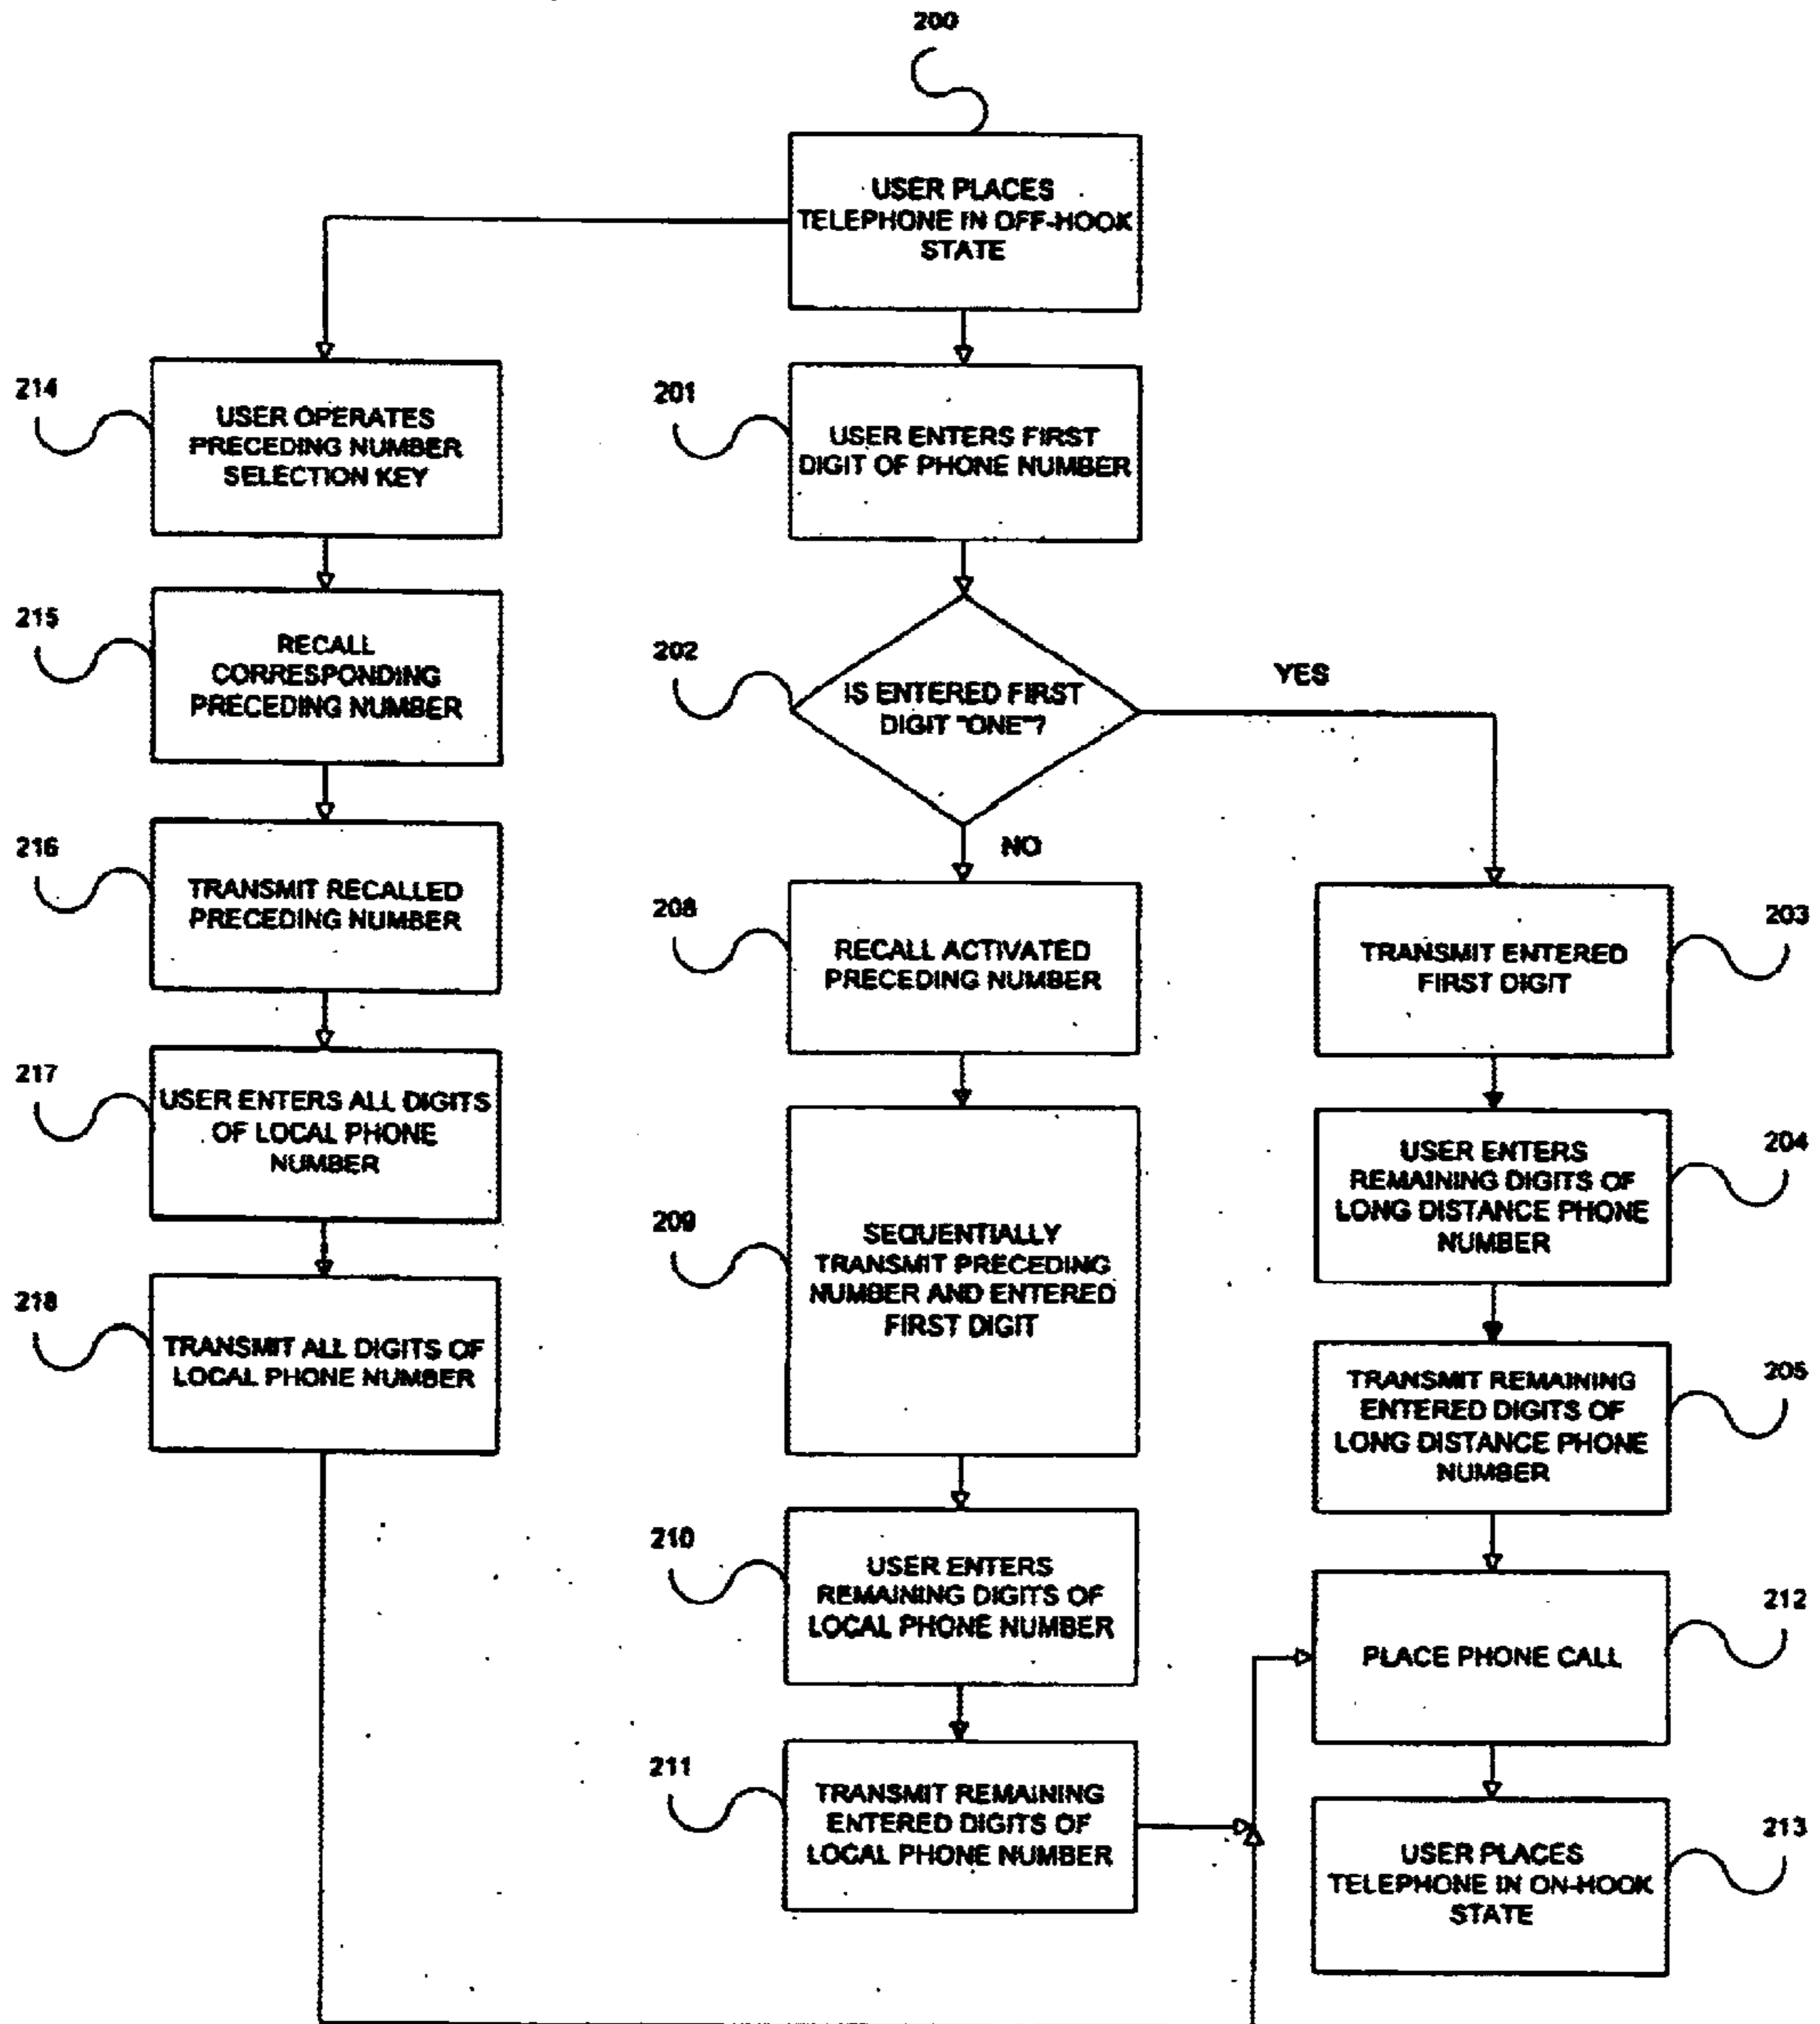 200
USER PLACES
TELEPHONE IN OFF-HOOK
STATE
214
USER OPERATES
PRECEDING NUMBER
SELECTION KEY
201
USER ENTERS FIRST
DIGIT OF PHONE NUMBER
215
RECALL
CORRESPONDING
PRECEDING NUMBER
202
IS ENTERED FIRST
DIGIT "ONE"?
YES
NO
216
TRANSMIT RECALLED
PRECEDING NUMBER
208
RECALL ACTIVATED
PRECEDING NUMBER
203
TRANSMIT ENTERED
FIRST DIGIT
217
USER ENTERS ALL DIGITS
OF LOCAL PHONE
NUMBER
209
SEQUENTIALLY
TRANSMIT PRECEDING
NUMBER AND ENTERED
FIRST DIGIT
204
USER ENTERS
REMAINING DIGITS OF
LONG DISTANCE PHONE
NUMBER
218
TRANSMIT ALL DIGITS OF
LOCAL PHONE NUMBER
205
TRANSMIT REMAINING
ENTERED DIGITS OF
LONG DISTANCE PHONE
NUMBER
210
USER ENTERS
REMAINING DIGITS OF
LOCAL PHONE NUMBER
212
PLACE PHONE CALL
211
TRANSMIT REMAINING
ENTERED DIGITS OF
LOCAL PHONE NUMBER
213
USER PLACES
TELEPHONE IN ON-HOOK
STATE